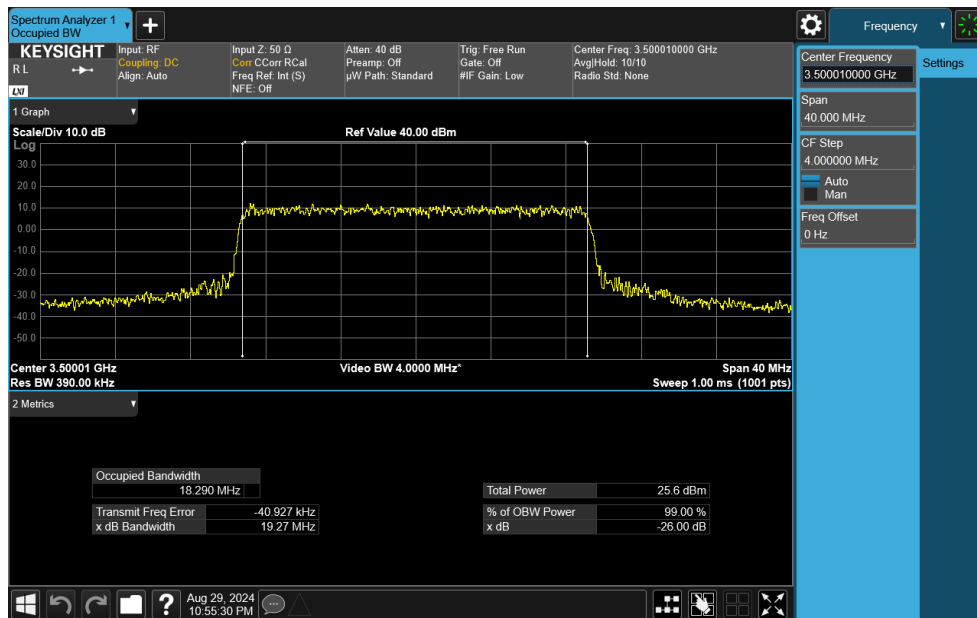 Spectrum Analyzer 1
Occupied BW
Frequency
KEYSIGHT
R L
LXI
Input: RF
Coupling: DC
Align: Auto
Input Z: 50 Ω
Corr CCorr RCal
Freq Ref: Int (S)
NFE: Off
Atten: 40 dB
Preamp: Off
µW Path: Standard
Trig: Free Run
Gate: Off
#IF Gain: Low
Center Freq: 3.500010000 GHz
Avg|Hold: 10/10
Radio Std: None
Center Frequency
3.500010000 GHz
Settings
Span
40.000 MHz
CF Step
4.000000 MHz
Auto
Man
Freq Offset
0 Hz
1 Graph
Scale/Div 10.0 dB
Ref Value 40.00 dBm
Log
30.0
20.0
10.0
0.00
-10.0
-20.0
-30.0
-40.0
-50.0
Center 3.50001 GHz
Video BW 4.0000 MHz*
Span 40 MHz
Res BW 390.00 kHz
Sweep 1.00 ms (1001 pts)
2 Metrics
Occupied Bandwidth
18.290 MHz
Total Power 25.6 dBm
Transmit Freq Error -40.927 kHz
% of OBW Power 99.00 %
x dB Bandwidth 19.27 MHz
x dB -26.00 dB
?
Aug 29, 2024
10:55:30 PM